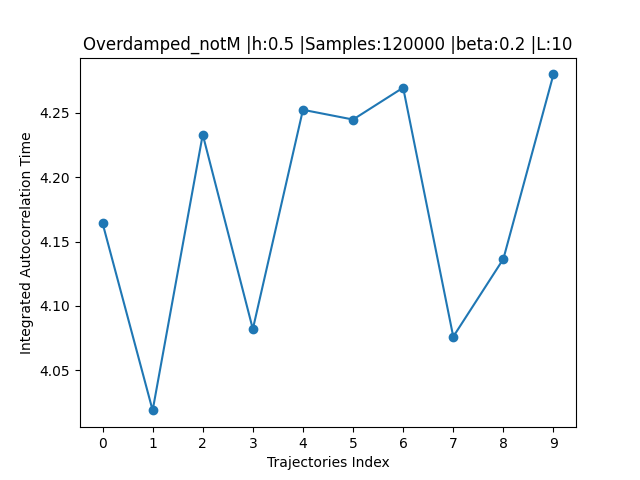 Overdamped_notM |h:0.5 |Samples:120000 |beta:0.2 |L:10
Integrated Autocorrelation Time
4.25
4.20
4.15
4.10
4.05
0 1 2 3 4 5 6 7 8 9
Trajectories Index